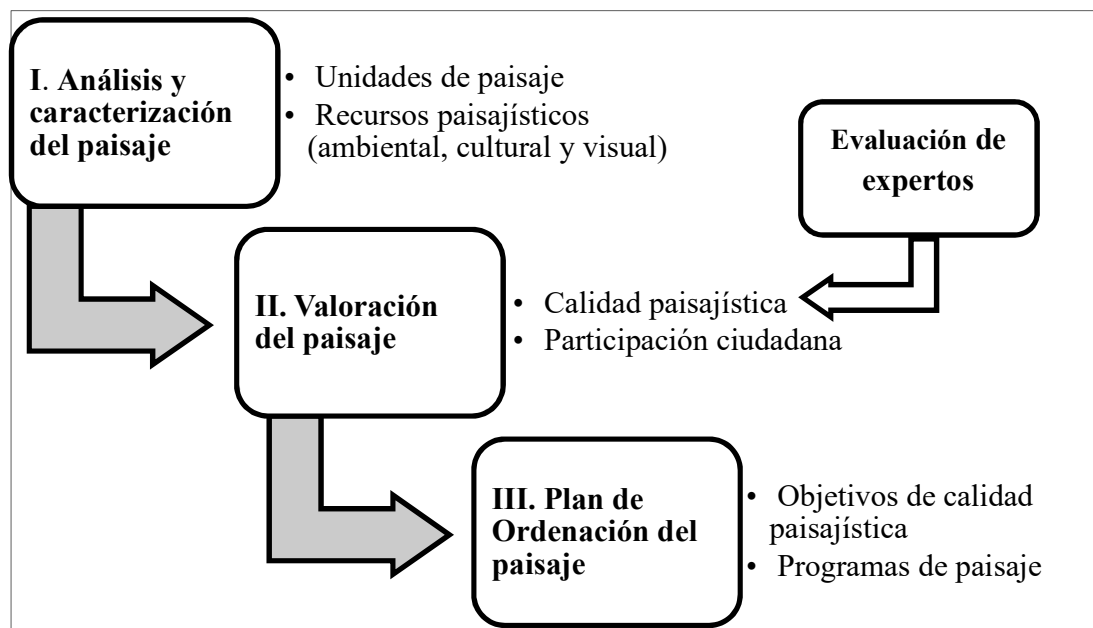 I. Análisis y
caracterización
del paisaje
• Unidades de paisaje
• Recursos paisajísticos
(ambiental, cultural y visual)
Evaluación de
expertos
II. Valoración
del paisaje
• Calidad paisajística
• Participación ciudadana
III. Plan de
Ordenación del
paisaje
• Objetivos de calidad
paisajística
• Programas de paisaje